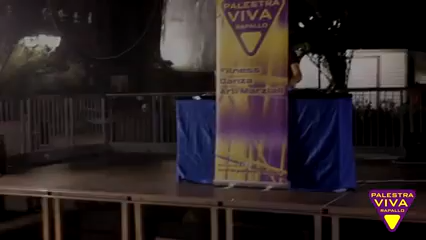 PALESTRA
VIVA
RAPALLO
Fitness
Danza
Arti Marziali
PALESTRA
VIVA
RAPALLO